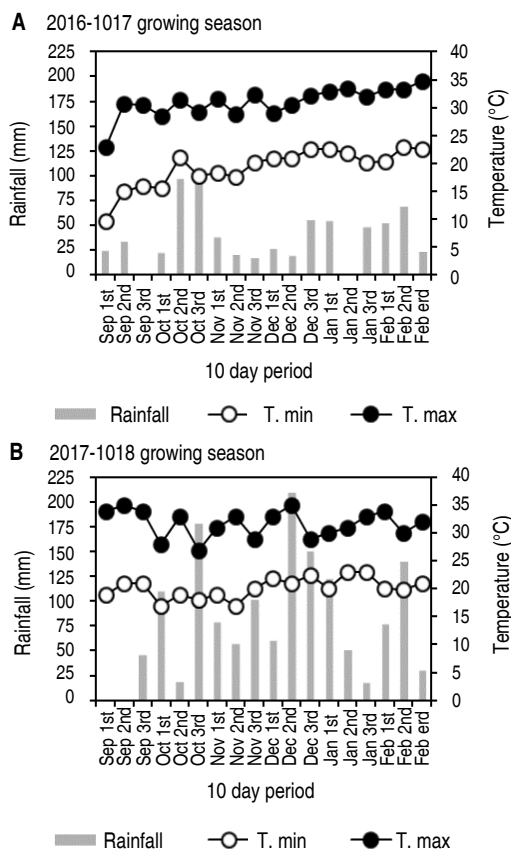 A 2016-1017 growing season
225
200
175
150
125
100
75
50
25
0
Rainfall (mm)
40
35
30
25
20
15
10
5
0
Temperature (°C)
Sep 1st
Sep 2nd
Sep 3rd
Oct 1st
Oct 2nd
Oct 3rd
Nov 1st
Nov 2nd
Nov 3rd
Dec 1st
Dec 2nd
Dec 3rd
Jan 1st
Jan 2nd
Jan 3rd
Feb 1st
Feb 2nd
Feb erd
10 day period
Rainfall T. min T. max
B 2017-1018 growing season
225
200
175
150
125
100
75
50
25
0
Rainfall (mm)
40
35
30
25
20
15
10
5
0
Temperature (°C)
Sep 1st
Sep 2nd
Sep 3rd
Oct 1st
Oct 2nd
Oct 3rd
Nov 1st
Nov 2nd
Nov 3rd
Dec 1st
Dec 2nd
Dec 3rd
Jan 1st
Jan 2nd
Jan 3rd
Feb 1st
Feb 2nd
Feb erd
10 day period
Rainfall T. min T. max